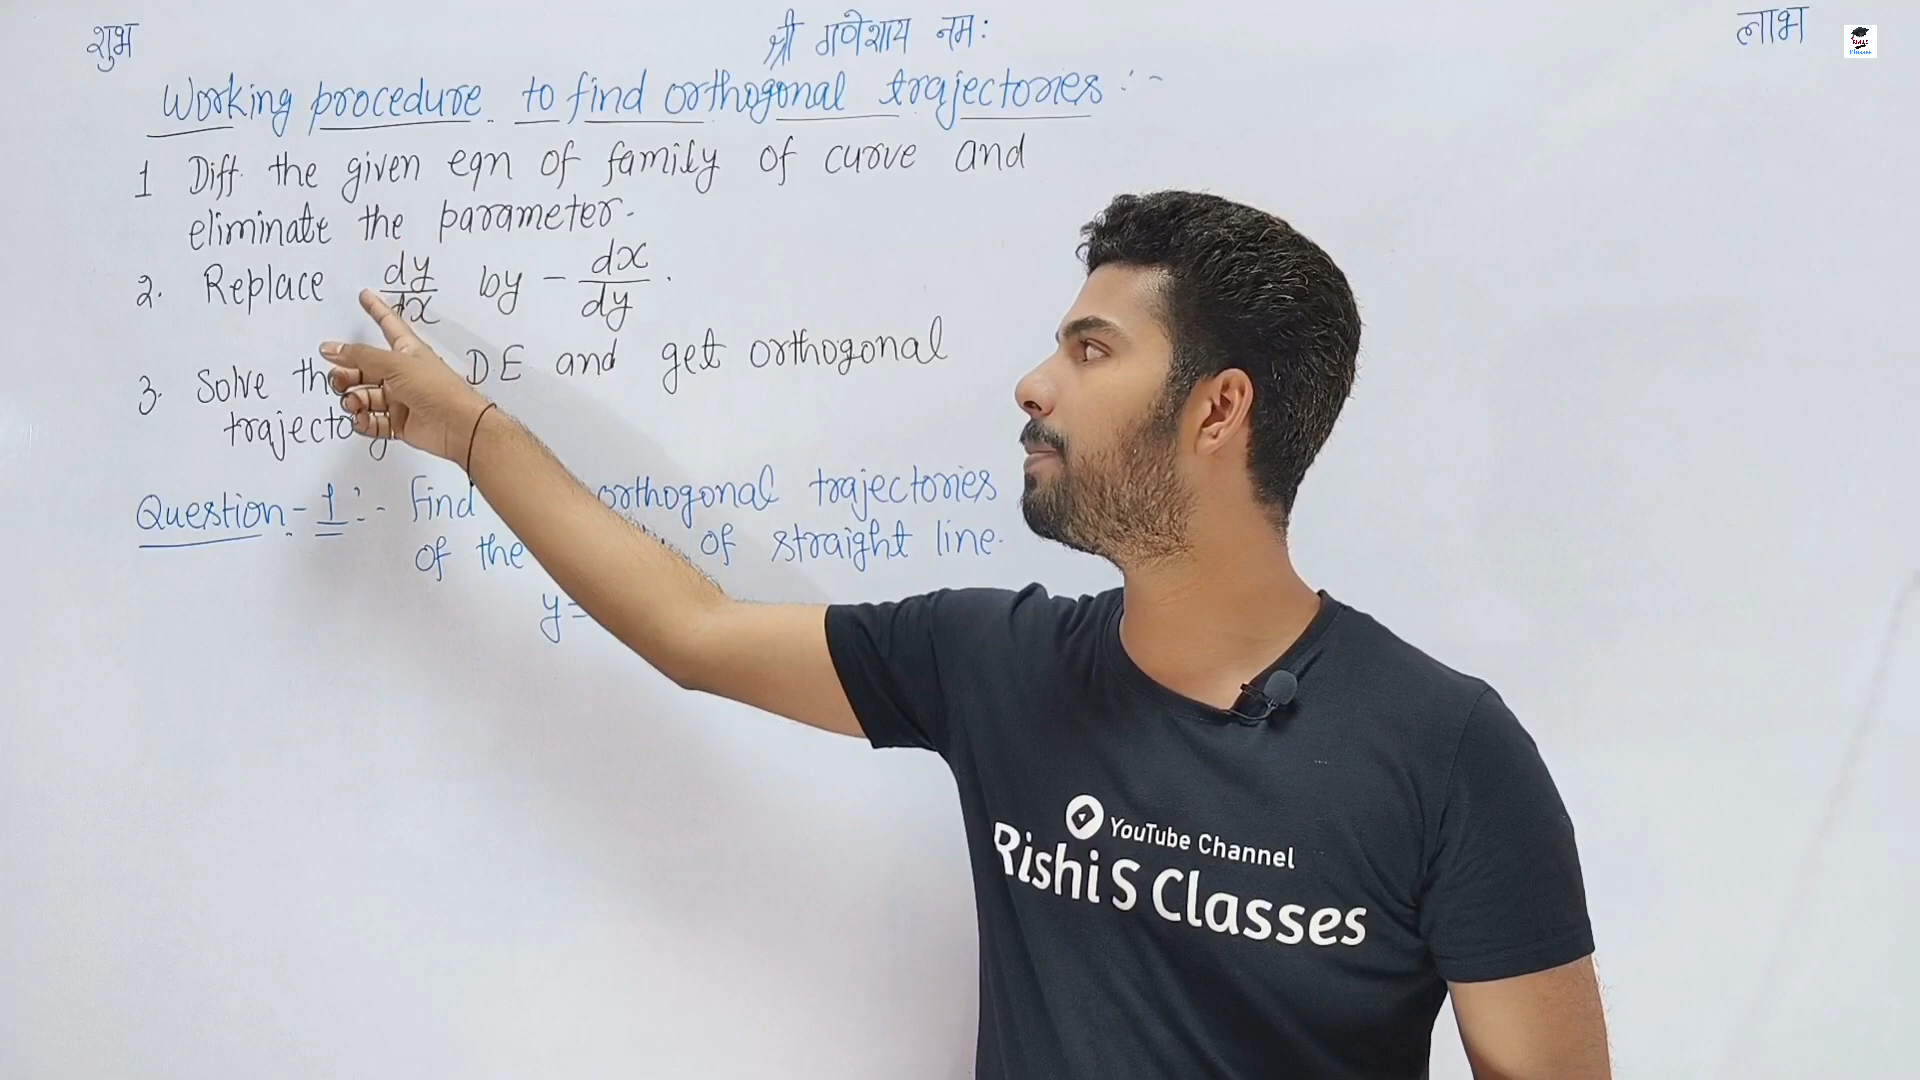 शुभ श्री गणेशाय नमः लाभ
Working procedure to find orthogonal trajectories :-
1 Diff. the given eqn of family of curve and
eliminate the parameter.
2. Replace dy/dx by - dx/dy .
3. Solve the DE and get orthogonal
Question - 1 :- Find orthogonal trajectories
of the of straight line.
y=
YouTube Channel
Rishi S Classes